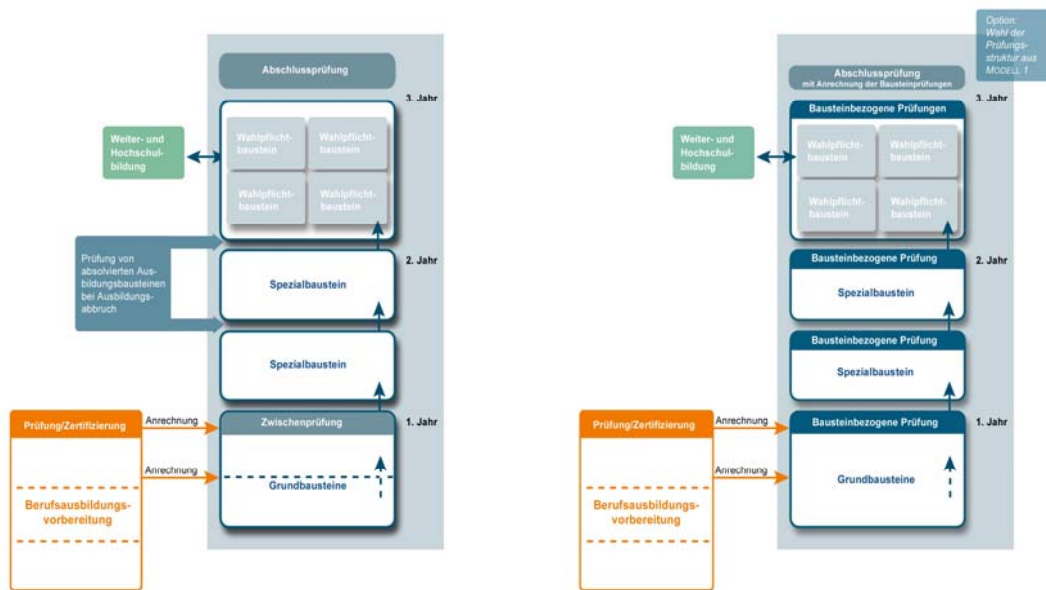 Abschlussprüfung
3. Jahr
Wahlpflicht-
baustein
Wahlpflicht-
baustein
Wahlpflicht-
baustein
Wahlpflicht-
baustein
Weiter- und
Hochschul-
bildung
Prüfung von
absolvierten Aus-
bildungsbausteinen
bei Ausbildungs-
abbruch
2. Jahr
Spezialbaustein
Spezialbaustein
Prüfung/Zertifizierung
Anrechnung
Zwischenprüfung
1. Jahr
Anrechnung
Grundbausteine
Berufsausbildungs-
vorbereitung
Option:
Wahl der
Prüfungs-
struktur aus
MODELL 1
Abschlussprüfung
mit Anrechnung der Bausteinprüfungen
3. Jahr
Bausteinbezogene Prüfungen
Wahlpflicht-
baustein
Wahlpflicht-
baustein
Wahlpflicht-
baustein
Wahlpflicht-
baustein
Weiter- und
Hochschul-
bildung
Bausteinbezogene Prüfung
2. Jahr
Spezialbaustein
Bausteinbezogene Prüfung
Spezialbaustein
Prüfung/Zertifizierung
Anrechnung
Bausteinbezogene Prüfung
1. Jahr
Anrechnung
Grundbausteine
Berufsausbildungs-
vorbereitung